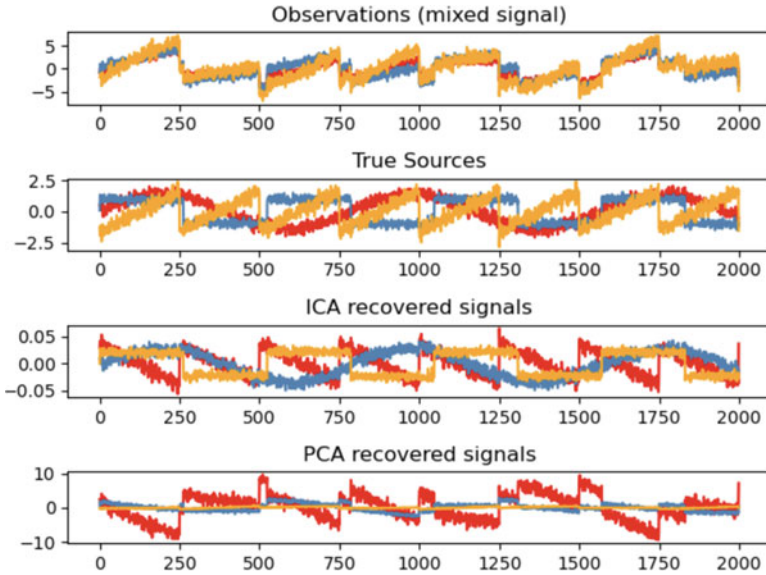 Observations (mixed signal)
5
0
−5
0 250 500 750 1000 1250 1500 1750 2000
True Sources
2.5
0.0
−2.5
0 250 500 750 1000 1250 1500 1750 2000
ICA recovered signals
0.05
0.00
−0.05
0 250 500 750 1000 1250 1500 1750 2000
PCA recovered signals
10
0
−10
0 250 500 750 1000 1250 1500 1750 2000